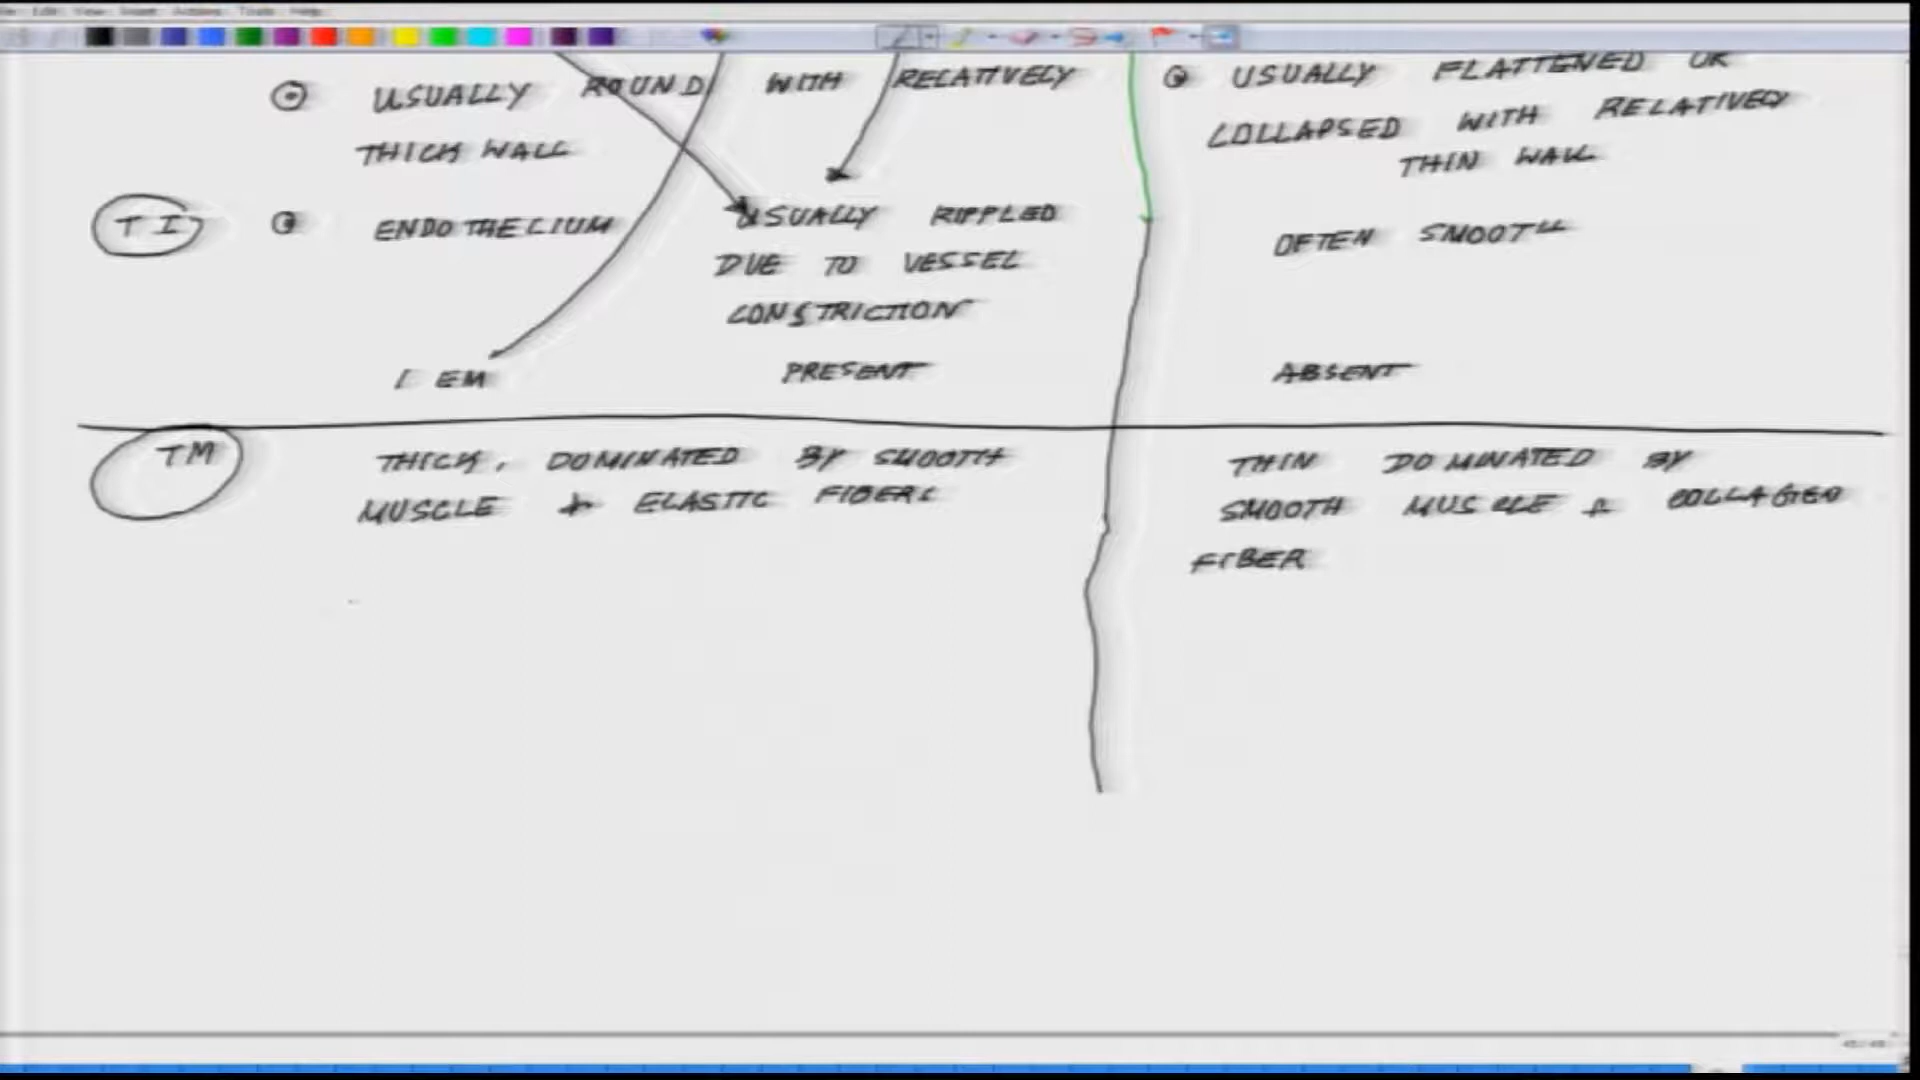 USUALLY ROUND WITH RELATIVELY
THICK WALL
USUALLY FLATTENED OR
COLLAPSED WITH RELATIVELY
THIN WALL
T I
ENDOTHELIUM
USUALLY RIPPLED
DUE TO VESSEL
CONSTRICTION
OFTEN SMOOTH
I EM
PRESENT
ABSENT
TM
THICK, DOMINATED BY SMOOTH
MUSCLE + ELASTIC FIBERS
THIN DOMINATED BY
SMOOTH MUSCLE + COLLAGED
FIBER